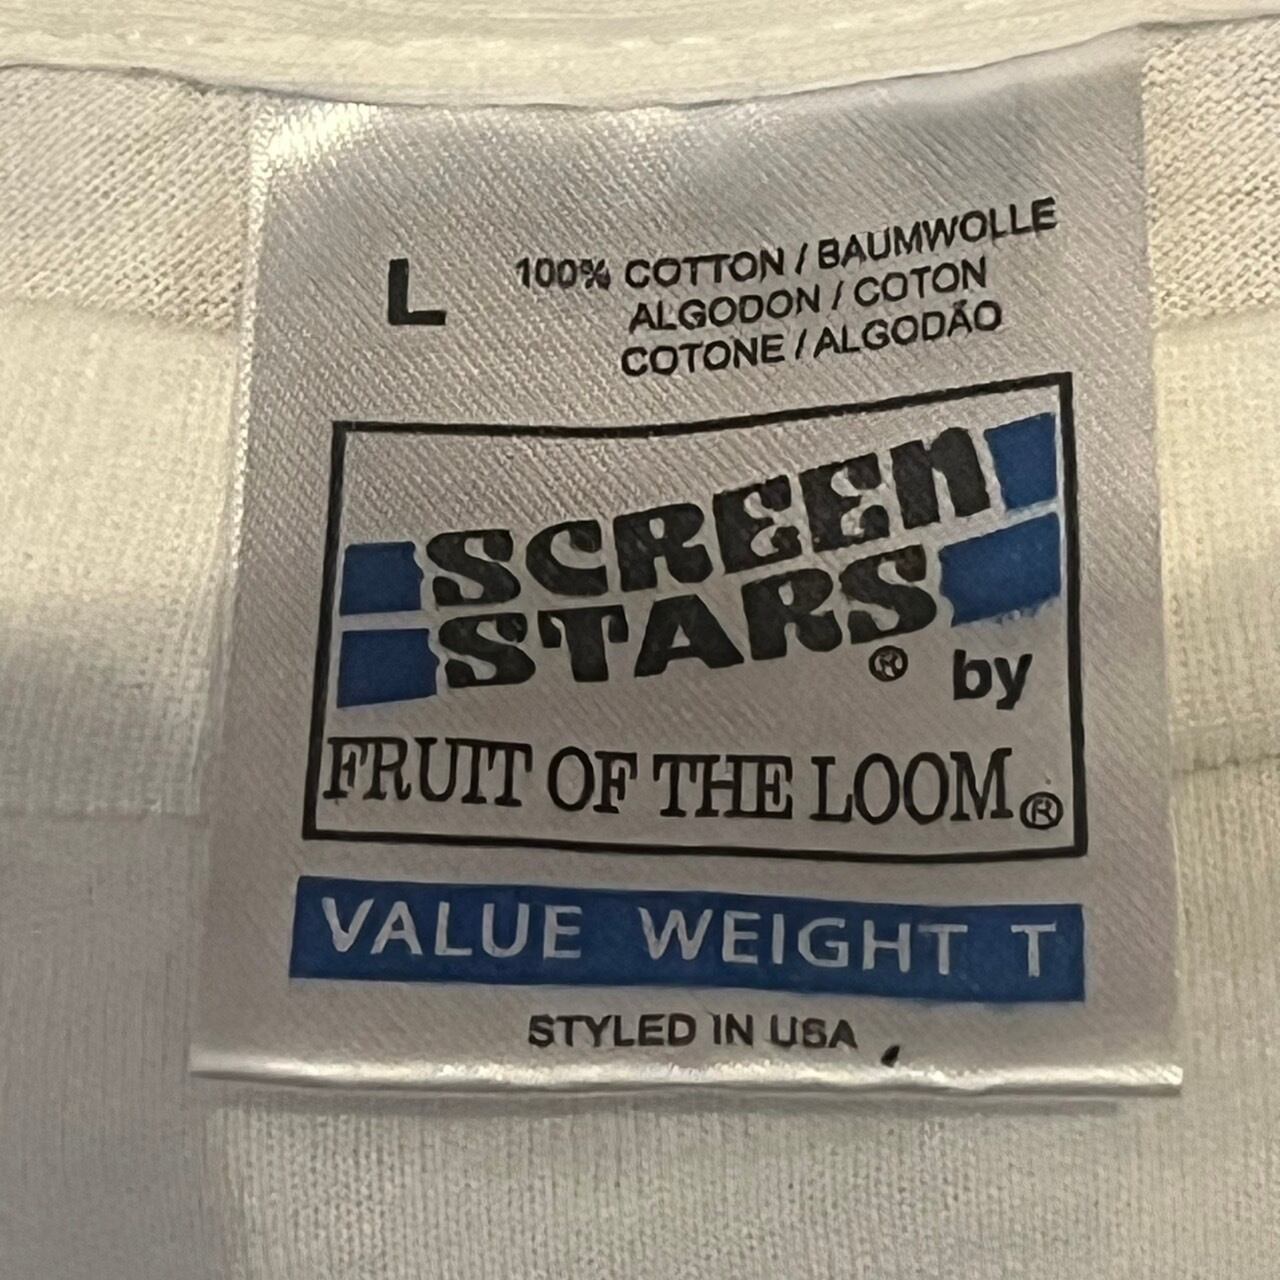 L
100% COTTON / BAUMWOLLE
ALGODON / COTON
COTONE / ALGODÃO
SCREEN
STARS® by
FRUIT OF THE LOOM®
VALUE WEIGHT T
STYLED IN USA